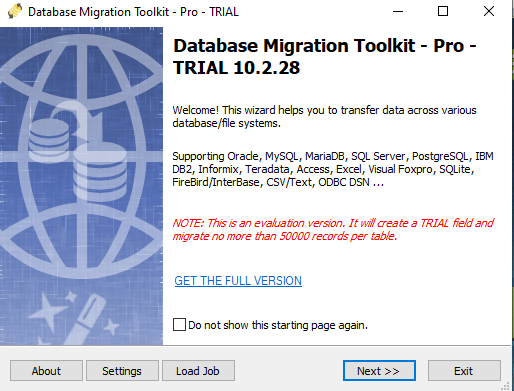 Database Migration Toolkit - Pro - TRIAL
Database Migration Toolkit - Pro -
TRIAL 10.2.28
Welcome! This wizard helps you to transfer data across various
database/file systems.
Supporting Oracle, MySQL, MariaDB, SQL Server, PostgreSQL, IBM
DB2, Informix, Teradata, Access, Excel, Visual Foxpro, SQLite,
FireBird/InterBase, CSV/Text, ODBC DSN ...
NOTE: This is an evaluation version. It will create a TRIAL field and
migrate no more than 50000 records per table.
GET THE FULL VERSION
Do not show this starting page again.
About
Settings
Load Job
Next >>
Exit